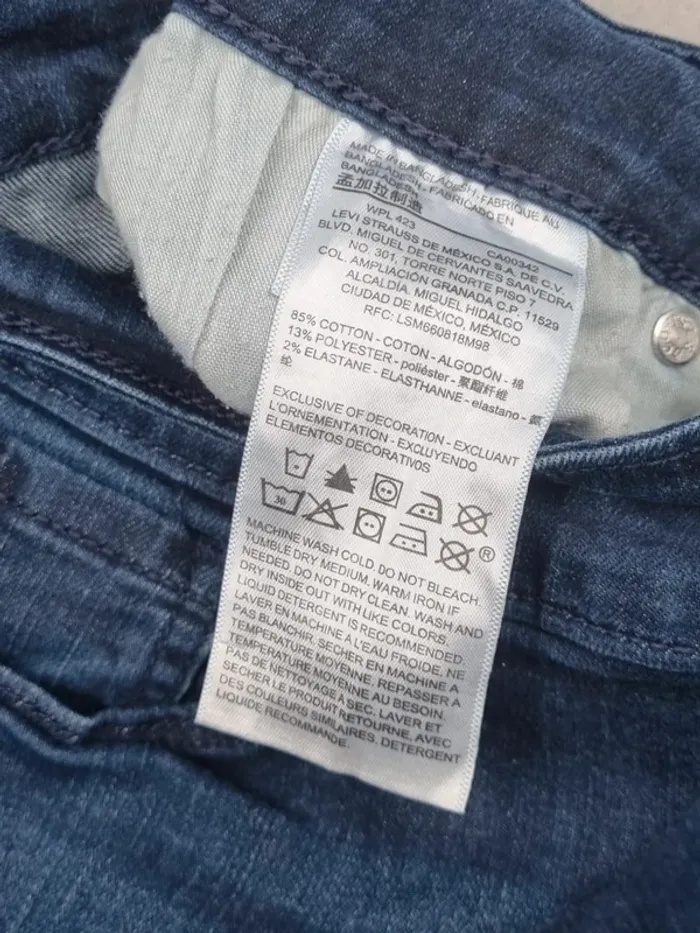 MADE IN BANGLADESH, FABRIQUÉ AU
BANGLADESH - FABRICADO EN
BANGLADESH
孟加拉制造
WPL 423 CA00342
LEVI STRAUSS DE MÉXICO S.A. DE C.V.
BLVD. MIGUEL DE CERVANTES SAAVEDRA
NO. 301, TORRE NORTE PISO 7
COL. AMPLIACIÓN GRANADA C.P. 11529
ALCALDÍA. MIGUEL HIDALGO
CIUDAD DE MÉXICO, MÉXICO
RFC: LSM660818M98
85% COTTON - COTON - ALGODÓN - 棉
13% POLYESTER - poliéster - 聚酯纤维
2% ELASTANE - ELASTHANNE - elastano - 氨
纶
EXCLUSIVE OF DECORATION - EXCLUANT
L'ORNEMENTATION - EXCLUYENDO
ELEMENTOS DECORATIVOS
30
®
MACHINE WASH COLD. DO NOT BLEACH.
TUMBLE DRY MEDIUM. WARM IRON IF
NEEDED. DO NOT DRY CLEAN. WASH AND
DRY INSIDE OUT WITH LIKE COLORS.
LIQUID DETERGENT IS RECOMMENDED.
LAVER EN MACHINE A L'EAU FROIDE. NE
PAS BLANCHIR. SECHER EN MACHINE A
TEMPERATURE MOYENNE. REPASSER A
TEMPERATURE MOYENNE AU BESOIN.
PAS DE NETTOYAGE A SEC. LAVER ET
SECHER LE PRODUIT RETOURNE, AVEC
DES COULEURS SIMILAIRES. DETERGENT
LIQUIDE RECOMMANDE.